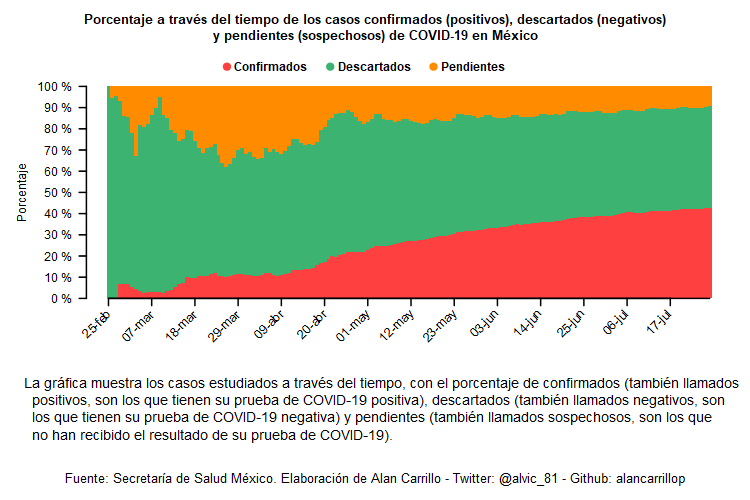 Porcentaje a través del tiempo de los casos confirmados (positivos), descartados (negativos)
y pendientes (sospechosos) de COVID-19 en México
Confirmados Descartados Pendientes
Porcentaje
100 %
90 %
80 %
70 %
60 %
50 %
40 %
30 %
20 %
10 %
0 %
25-feb 07-mar 18-mar 29-mar 09-abr 20-abr 01-may 12-may 23-may 03-jun 14-jun 25-jun 06-jul 17-jul
La gráfica muestra los casos estudiados a través del tiempo, con el porcentaje de confirmados (también llamados
positivos, son los que tienen su prueba de COVID-19 positiva), descartados (también llamados negativos, son
los que tienen su prueba de COVID-19 negativa) y pendientes (también llamados sospechosos, son los que
no han recibido el resultado de su prueba de COVID-19).
Fuente: Secretaría de Salud México. Elaboración de Alan Carrillo - Twitter: @alvic_81 - Github: alancarrillop